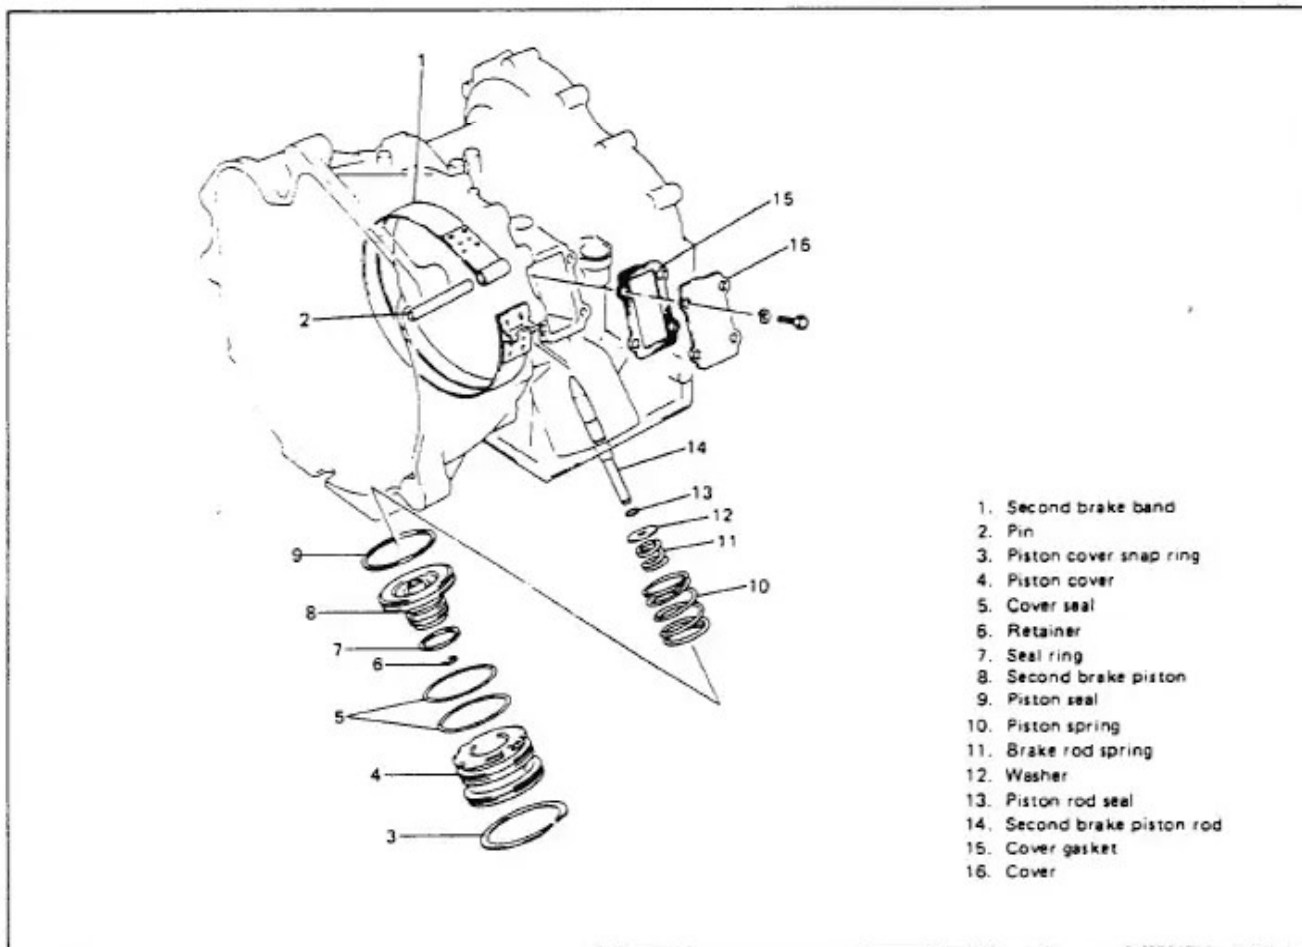 1
15
16
2
14
13
12
11
10
9
8
7
6
5
4
3
1. Second brake band
2. Pin
3. Piston cover snap ring
4. Piston cover
5. Cover seal
6. Retainer
7. Seal ring
8. Second brake piston
9. Piston seal
10. Piston spring
11. Brake rod spring
12. Washer
13. Piston rod seal
14. Second brake piston rod
15. Cover gasket
16. Cover